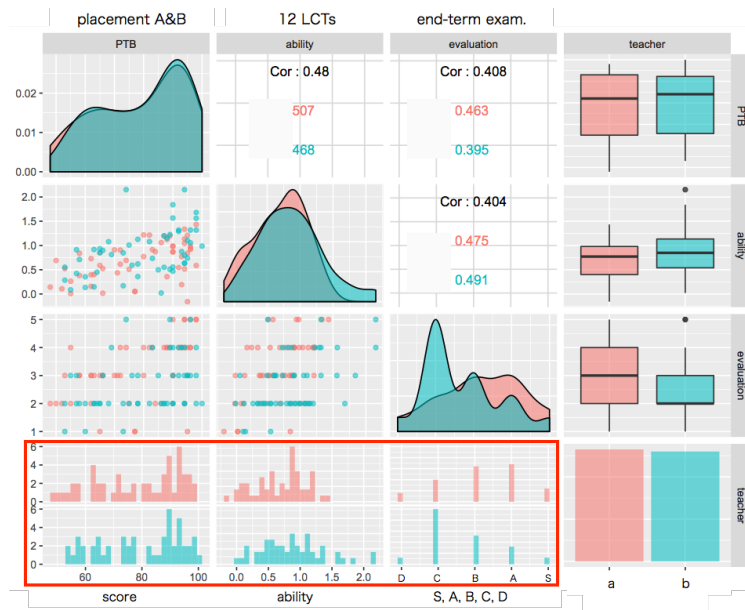 placement A&B 12 LCTs end-term exam.
PTB ability evaluation teacher
0.02
0.01
0.00
Cor : 0.48
507
468
Cor : 0.408
0.463
0.395
PTB
2.0
1.5
1.0
0.5
0.0
Cor : 0.404
0.475
0.491
ability
5
4
3
2
1
evaluation
6
4
2
0
6
4
2
0
teacher
60 80 100 0.0 0.5 1.0 1.5 2.0 D C B A S a b
score ability S, A, B, C, D